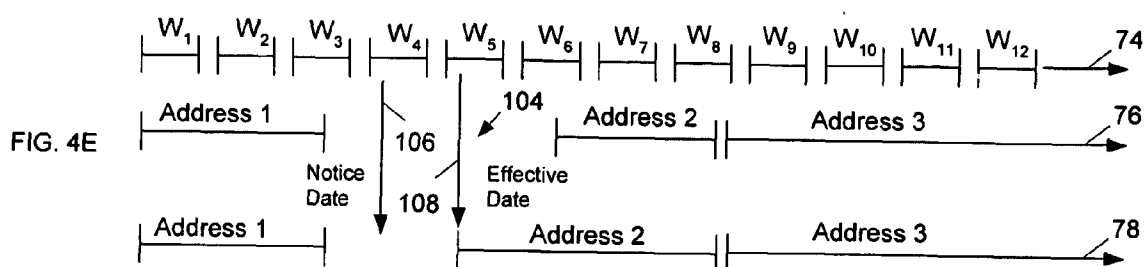 W1 W2 W3 W4 W5 W6 W7 W8 W9 W10 W11 W12 74
Address 1 104 Address 2 Address 3 76
FIG. 4E 106
Notice Date 108 Effective Date
Address 1 Address 2 Address 3 78